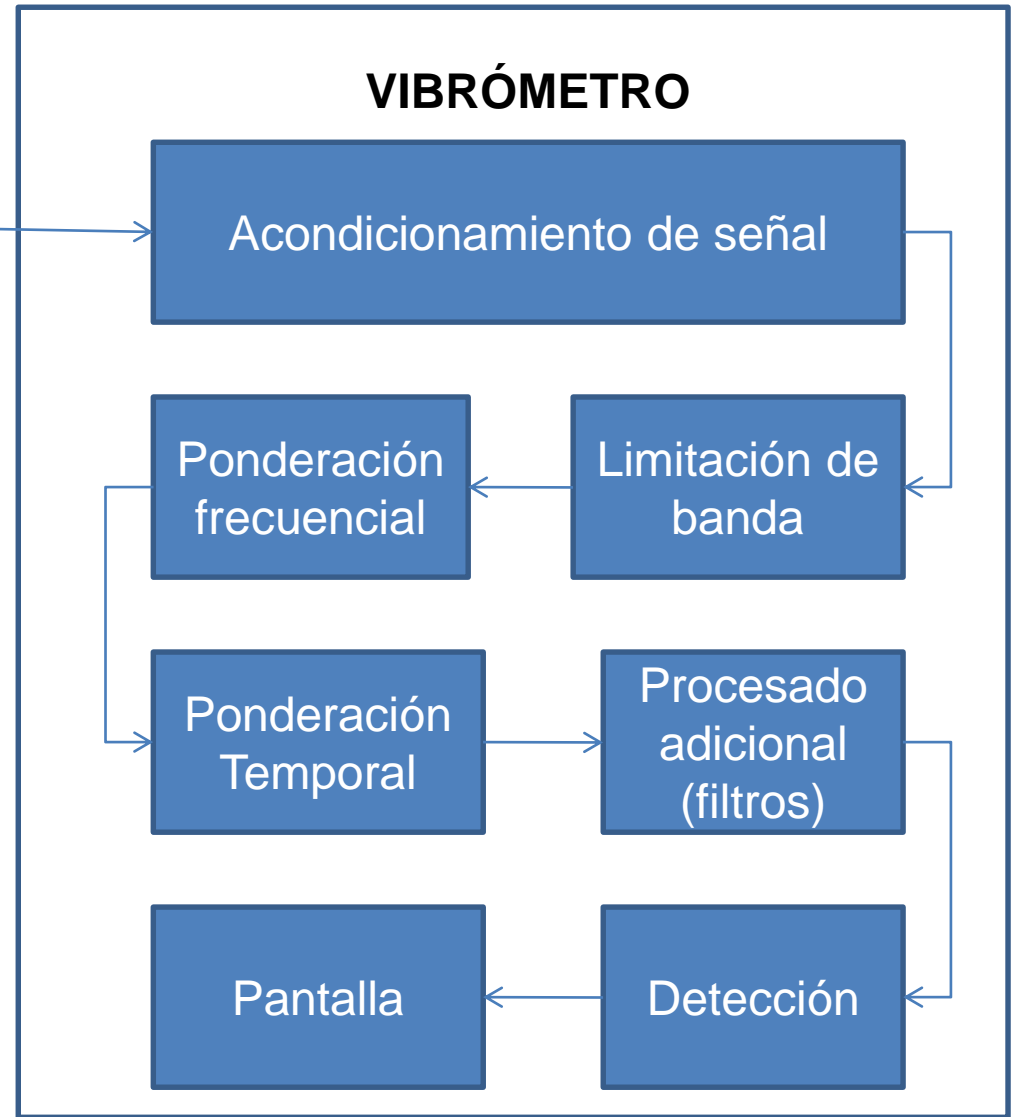 VIBRÓMETRO
Acondicionamiento de señal
Ponderación
frecuencial
Limitación de
banda
Ponderación
Temporal
Procesado
adicional
(filtros)
Pantalla
Detección